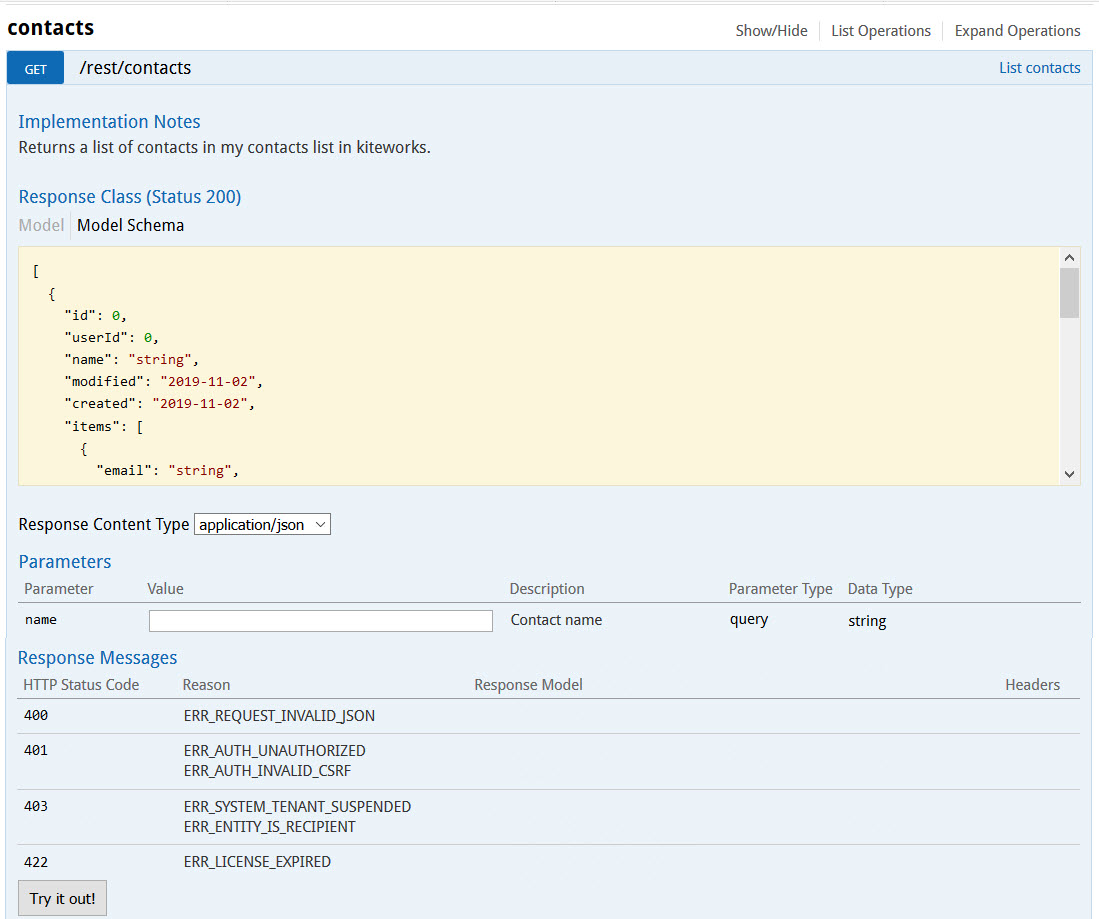 contacts
Show/Hide List Operations Expand Operations
GET /rest/contacts List contacts
Implementation Notes
Returns a list of contacts in my contacts list in kiteworks.
Response Class (Status 200)
Model Model Schema
[
{
"id": 0,
"userId": 0,
"name": "string",
"modified": "2019-11-02",
"created": "2019-11-02",
"items": [
{
"email": "string",
Response Content Type application/json
Parameters
Parameter Value Description Parameter Type Data Type
name Contact name query string
Response Messages
HTTP Status Code Reason Response Model Headers
400 ERR_REQUEST_INVALID_JSON
401 ERR_AUTH_UNAUTHORIZED
ERR_AUTH_INVALID_CSRF
403 ERR_SYSTEM_TENANT_SUSPENDED
ERR_ENTITY_IS_RECIPIENT
422 ERR_LICENSE_EXPIRED
Try it out!